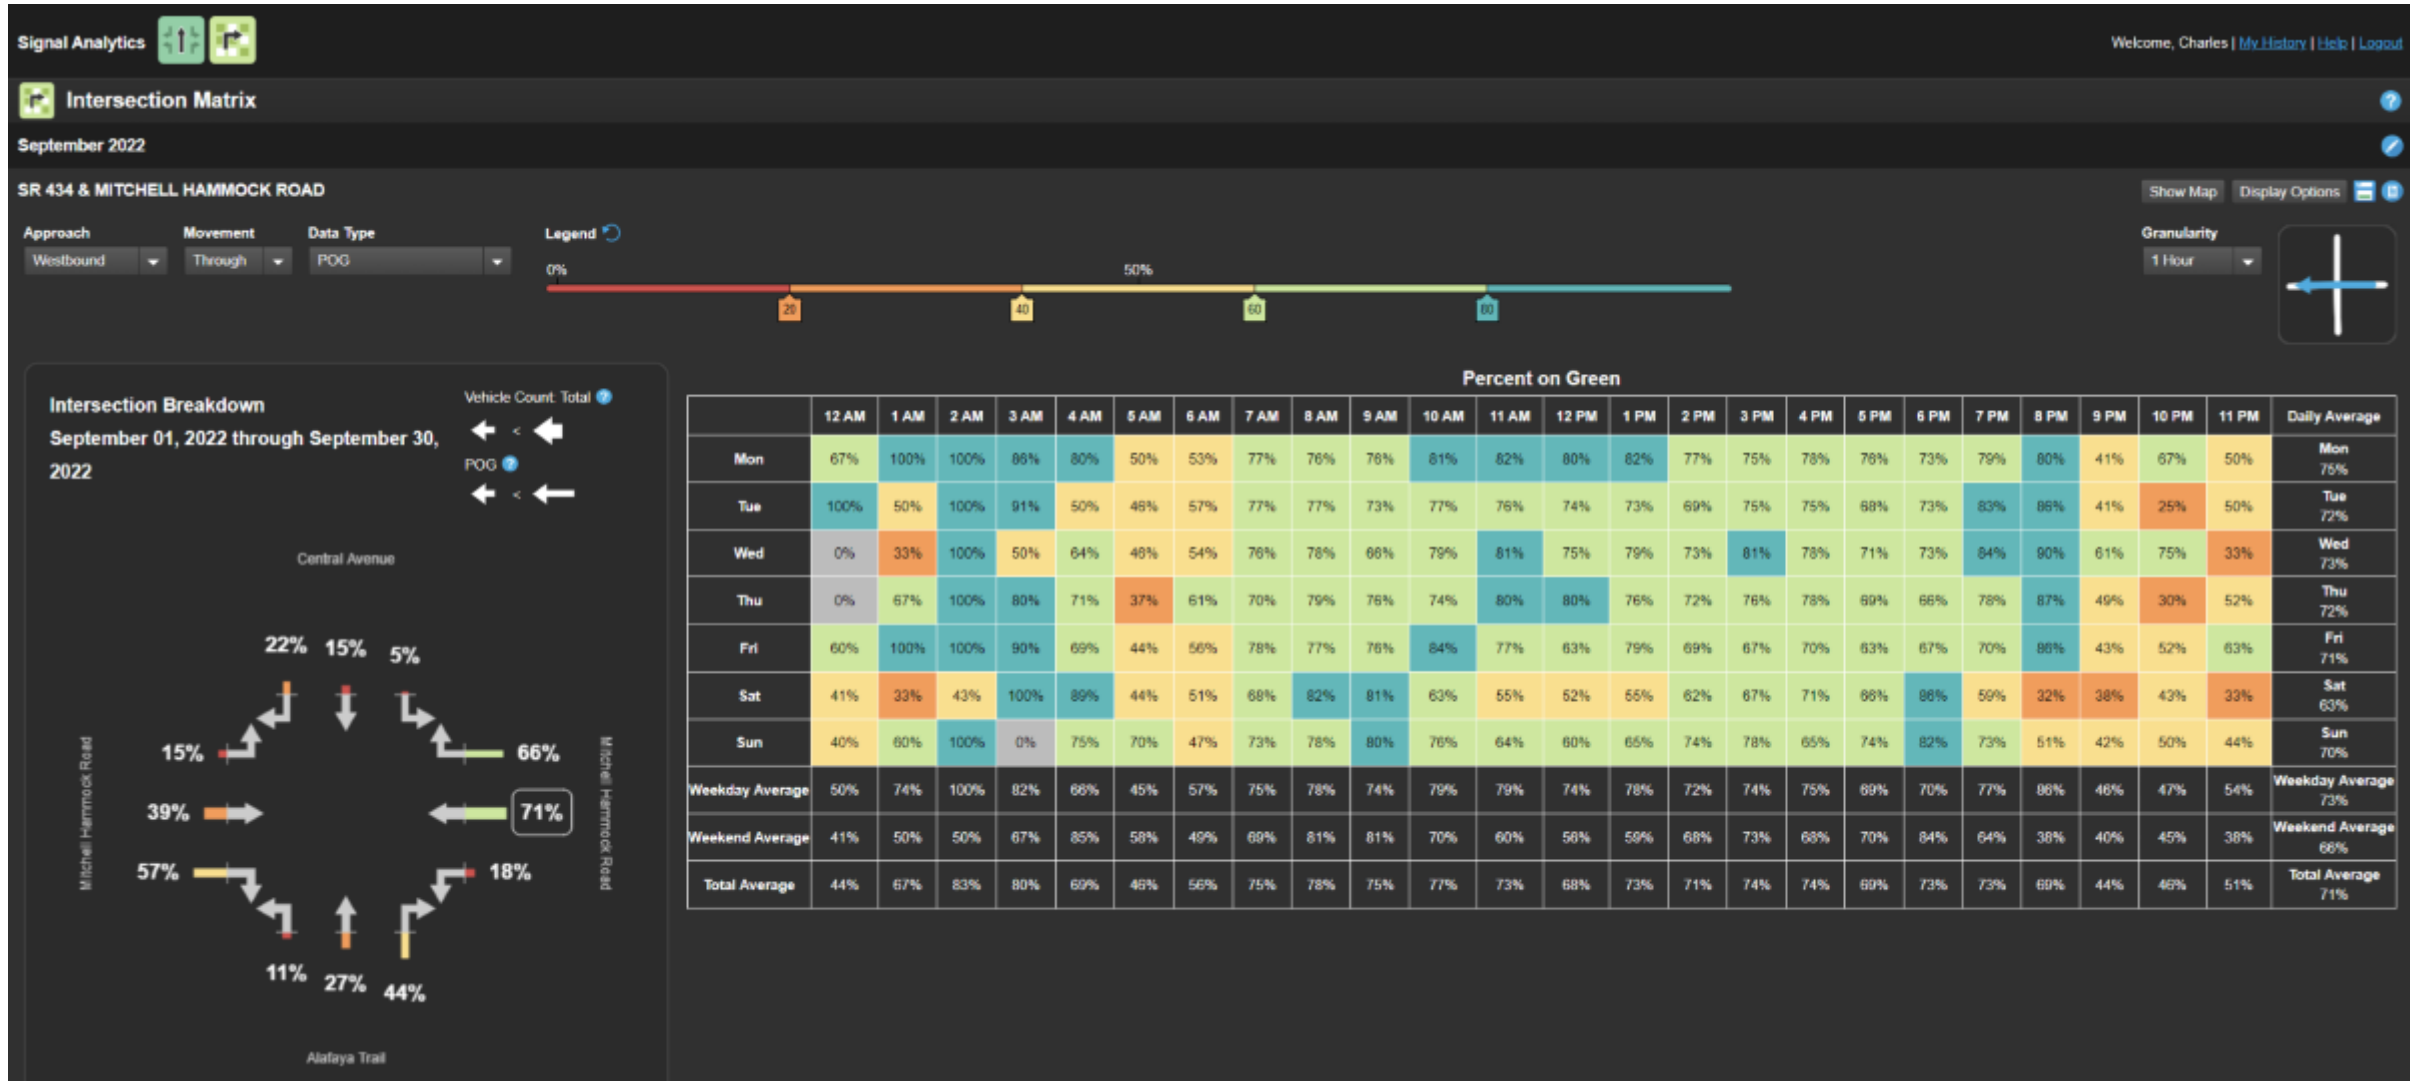 Signal Analytics
Welcome, Charles | My History | Help | Logout
Intersection Matrix
September 2022
SR 434 & MITCHELL HAMMOCK ROAD
Show Map Display Options
Approach Movement Data Type Legend Granularity
Westbound Through POG 1 Hour
0% 50%
20 40 60 80
Intersection Breakdown
September 01, 2022 through September 30,
2022
Vehicle Count: Total
<
POG
<
Central Avenue
22% 15% 5%
15% 66%
39% 71%
57% 18%
11% 27% 44%
Mitchell Hammock Road
Mitchell Hammock Road
Alafaya Trail
Percent on Green
12 AM 1 AM 2 AM 3 AM 4 AM 5 AM 6 AM 7 AM 8 AM 9 AM 10 AM 11 AM 12 PM 1 PM 2 PM 3 PM 4 PM 5 PM 6 PM 7 PM 8 PM 9 PM 10 PM 11 PM Daily Average
Mon 67% 100% 100% 86% 80% 50% 53% 77% 76% 76% 81% 82% 80% 82% 77% 75% 78% 76% 73% 79% 80% 41% 67% 50% Mon 75%
Tue 100% 50% 100% 91% 50% 46% 57% 77% 77% 73% 77% 76% 74% 73% 69% 75% 75% 68% 73% 83% 86% 41% 25% 50% Tue 72%
Wed 0% 33% 100% 50% 64% 46% 54% 76% 78% 66% 79% 81% 75% 79% 73% 81% 78% 71% 73% 84% 90% 61% 75% 33% Wed 73%
Thu 0% 67% 100% 80% 71% 37% 61% 70% 79% 76% 74% 80% 80% 76% 72% 76% 78% 69% 66% 78% 87% 49% 30% 52% Thu 72%
Fri 60% 100% 100% 90% 69% 44% 56% 78% 77% 76% 84% 77% 63% 79% 69% 67% 70% 63% 67% 70% 86% 43% 52% 63% Fri 71%
Sat 41% 33% 43% 100% 89% 44% 51% 68% 82% 81% 63% 55% 52% 55% 62% 67% 71% 66% 86% 59% 32% 38% 43% 33% Sat 63%
Sun 40% 60% 100% 0% 75% 70% 47% 73% 78% 80% 76% 64% 60% 65% 74% 78% 65% 74% 82% 73% 51% 42% 50% 44% Sun 70%
Weekday Average 50% 74% 100% 82% 66% 45% 57% 75% 78% 74% 79% 79% 74% 78% 72% 74% 75% 69% 70% 77% 86% 46% 47% 54% Weekday Average 73%
Weekend Average 41% 50% 50% 67% 85% 58% 49% 69% 81% 81% 70% 60% 56% 59% 68% 73% 68% 70% 84% 64% 38% 40% 45% 38% Weekend Average 66%
Total Average 44% 67% 83% 80% 69% 46% 56% 75% 78% 75% 77% 73% 68% 73% 71% 74% 74% 69% 73% 73% 69% 44% 46% 51% Total Average 71%